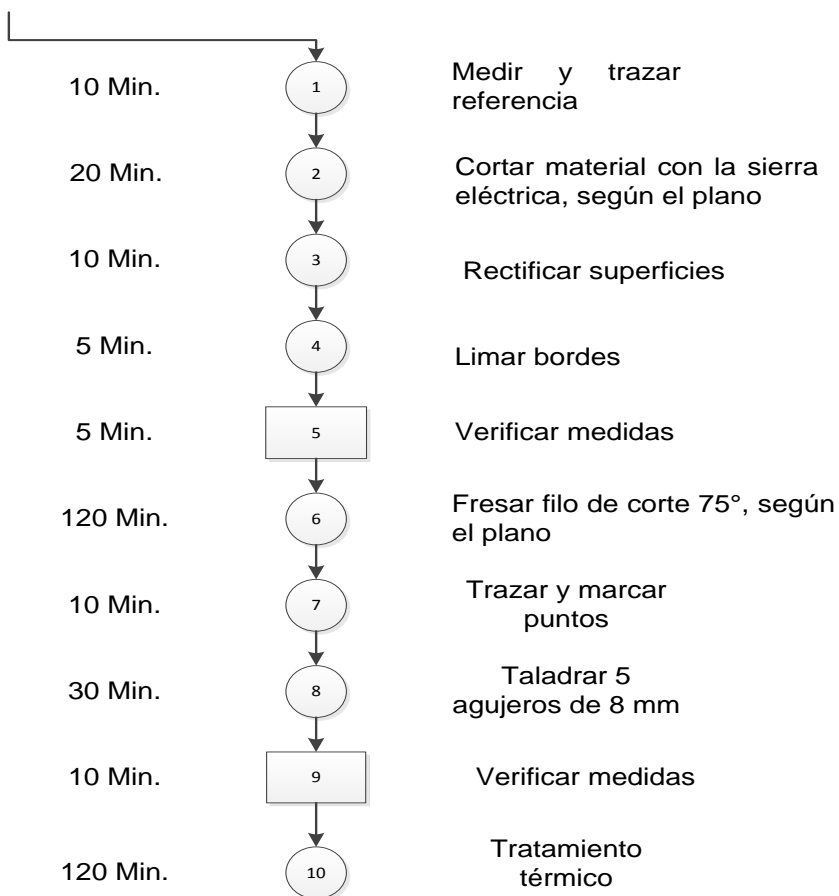 10 Min.
1
Medir y trazar
referencia
20 Min.
2
Cortar material con la sierra
eléctrica, según el plano
10 Min.
3
Rectificar superficies
5 Min.
4
Limar bordes
5 Min.
5
Verificar medidas
120 Min.
6
Fresar filo de corte 75°, según
el plano
10 Min.
7
Trazar y marcar
puntos
30 Min.
8
Taladrar 5
agujeros de 8 mm
10 Min.
9
Verificar medidas
120 Min.
10
Tratamiento
térmico